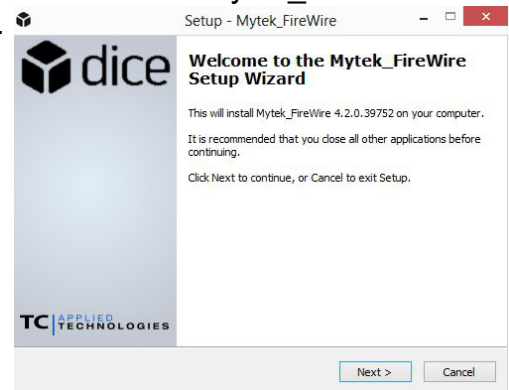 Setup - Mytek_FireWire
dice
Welcome to the Mytek_FireWire
Setup Wizard
This will install Mytek_FireWire 4.2.0.39752 on your computer.
It is recommended that you close all other applications before
continuing.
Click Next to continue, or Cancel to exit Setup.
TC APPLIED
TECHNOLOGIES
Next >
Cancel